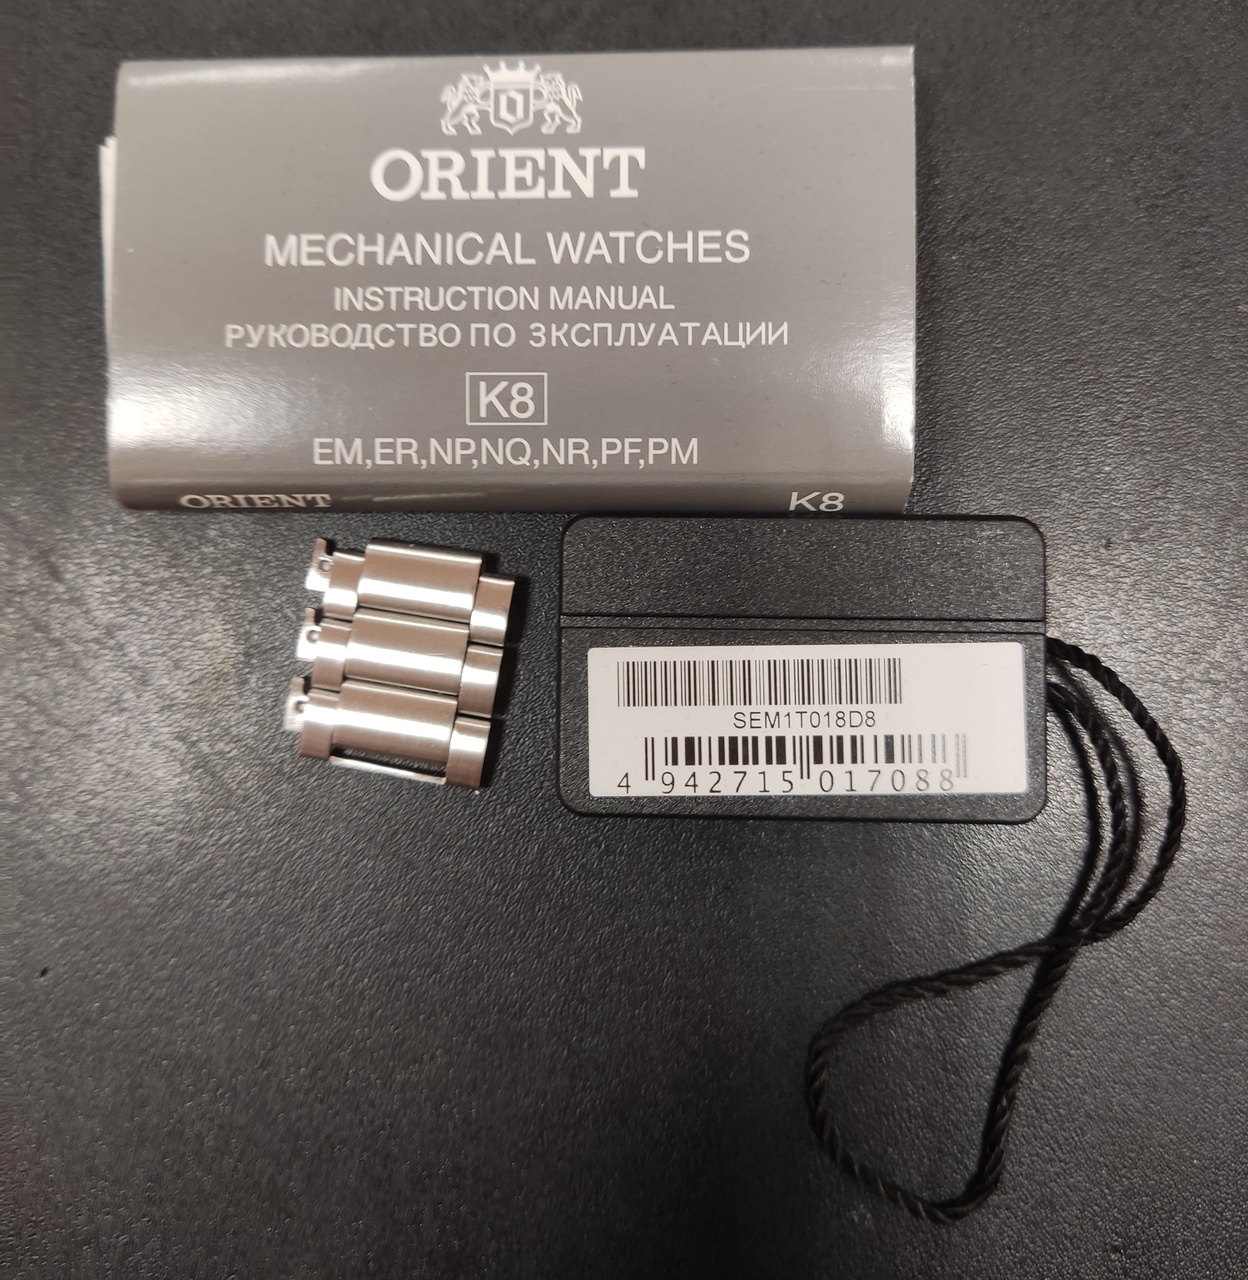 ORIENT
MECHANICAL WATCHES
INSTRUCTION MANUAL
РУКОВОДСТВО ПО ЗКСПЛУАТАЦИИ
K8
EM,ER,NP,NQ,NR,PF,PM
ORIENT K8
SEM1T018D8
4 942715 017088